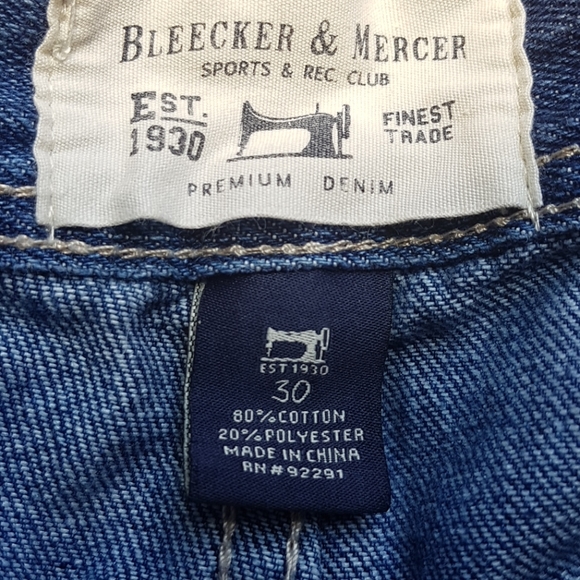 BLEECKER & MERCER
SPORTS & REC. CLUB
EST. 1930
FINEST TRADE
PREMIUM DENIM
EST 1930
30
80% COTTON
20% POLYESTER
MADE IN CHINA
RN# 92291